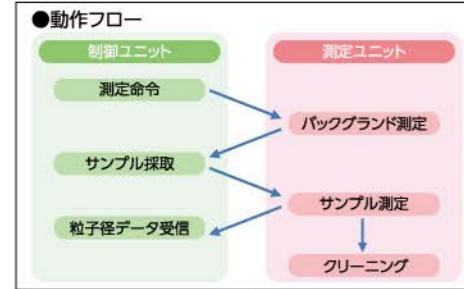 ●動作フロー
制御ユニット
測定ユニット
測定命令
バックグランド測定
サンプル採取
サンプル測定
粒子径データ受信
クリーニング